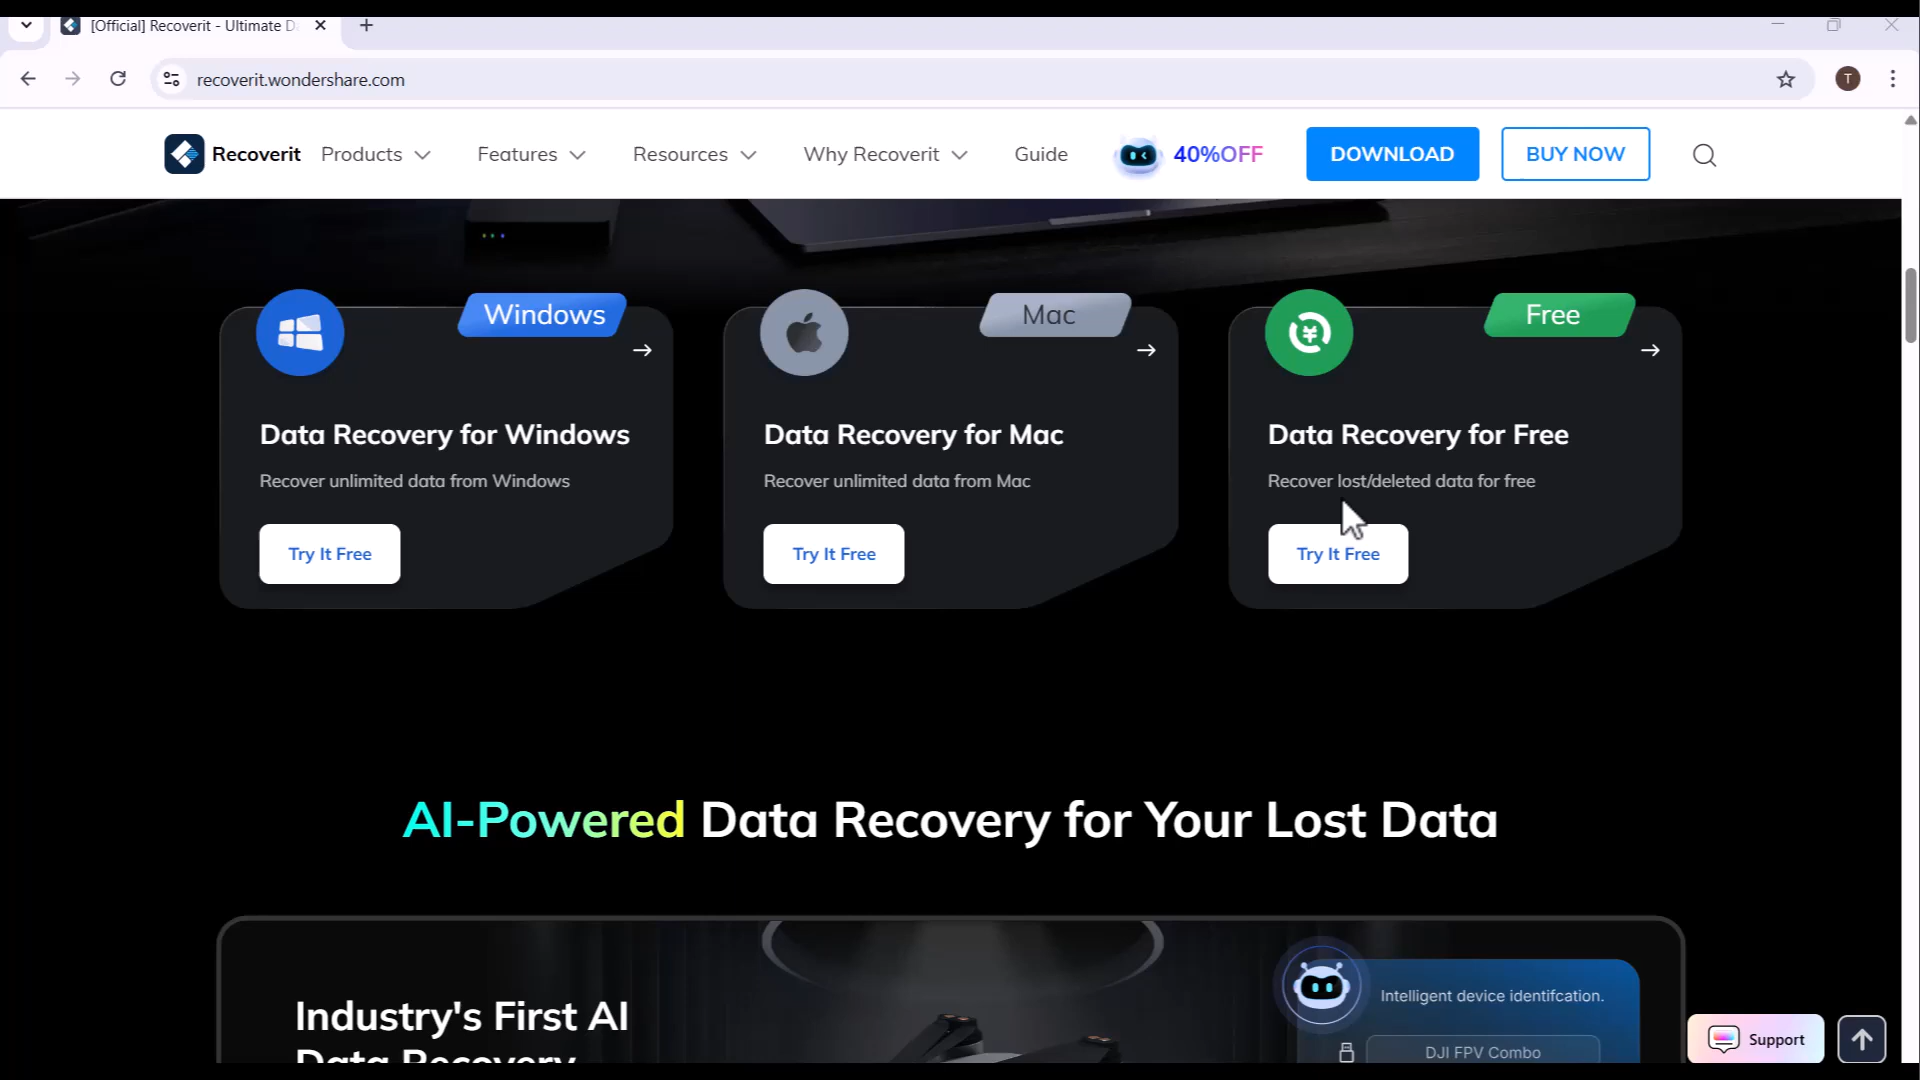 [Official] Recoverit - Ultimate D
recoverit.wondershare.com
T
Recoverit
Products
Features
Resources
Why Recoverit
Guide
40%OFF
DOWNLOAD
BUY NOW
Windows
Data Recovery for Windows
Recover unlimited data from Windows
Try It Free
Mac
Data Recovery for Mac
Recover unlimited data from Mac
Try It Free
Free
Data Recovery for Free
Recover lost/deleted data for free
Try It Free
AI-Powered Data Recovery for Your Lost Data
Industry's First AI
Data Recovery
Intelligent device identifcation.
DJI FPV Combo
Support